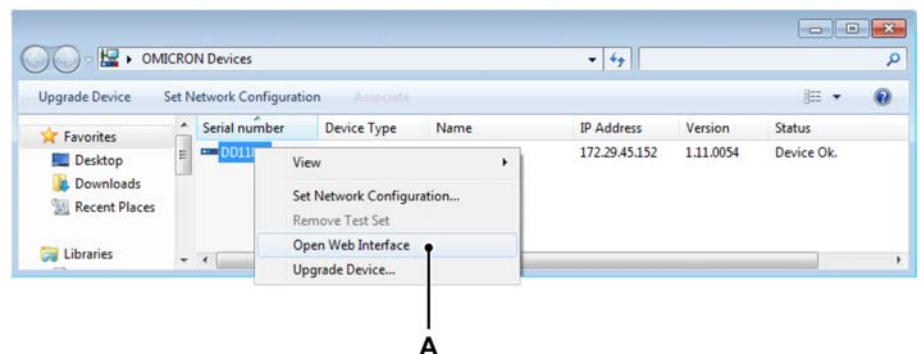 OMICRON Devices
Upgrade Device Set Network Configuration Associate
Favorites
Desktop
Downloads
Recent Places
Libraries
Serial number Device Type Name IP Address Version Status
172.29.45.152 1.11.0054 Device Ok.
View
Set Network Configuration...
Remove Test Set
Open Web Interface
Upgrade Device...
A